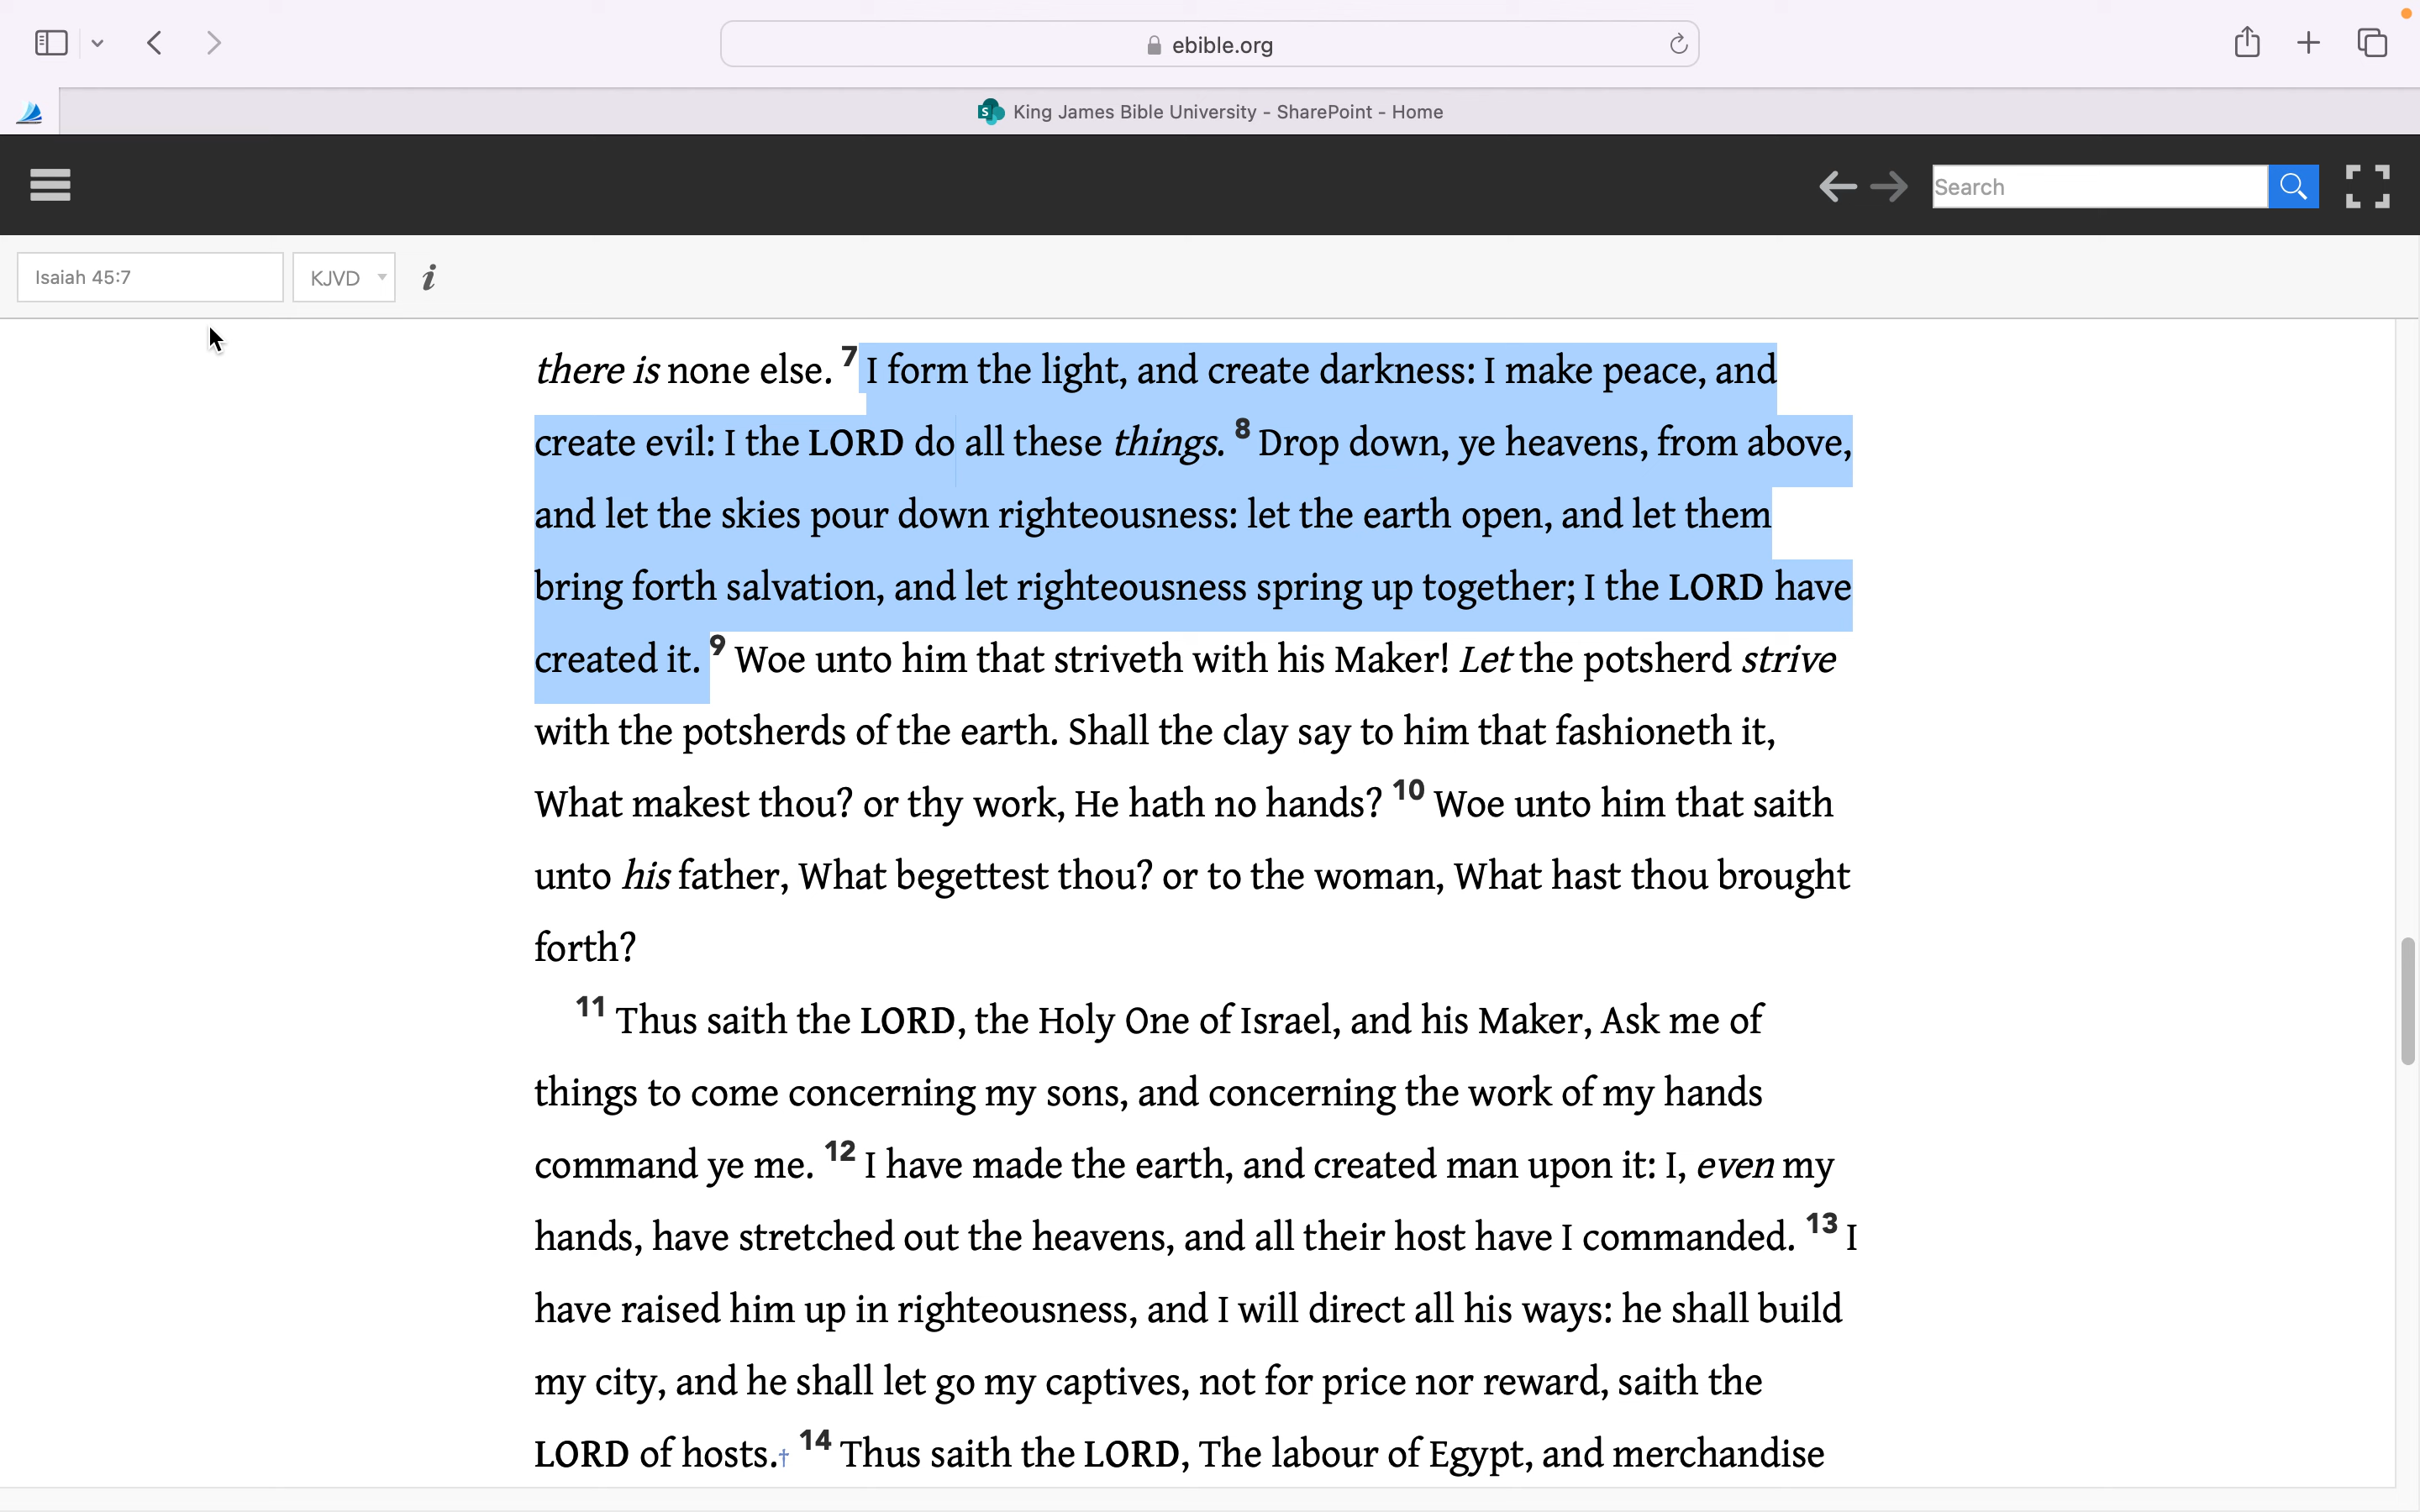 ebible.org
King James Bible University - SharePoint - Home
Search
Isaiah 45:7
KJVD
i
there is none else. 7 I form the light, and create darkness: I make peace, and
create evil: I the LORD do all these things. 8 Drop down, ye heavens, from above,
and let the skies pour down righteousness: let the earth open, and let them
bring forth salvation, and let righteousness spring up together; I the LORD have
created it. 9 Woe unto him that striveth with his Maker! Let the potsherd strive
with the potsherds of the earth. Shall the clay say to him that fashioneth it,
What makest thou? or thy work, He hath no hands? 10 Woe unto him that saith
unto his father, What begettest thou? or to the woman, What hast thou brought
forth?
11 Thus saith the LORD, the Holy One of Israel, and his Maker, Ask me of
things to come concerning my sons, and concerning the work of my hands
command ye me. 12 I have made the earth, and created man upon it: I, even my
hands, have stretched out the heavens, and all their host have I commanded. 13 I
have raised him up in righteousness, and I will direct all his ways: he shall build
my city, and he shall let go my captives, not for price nor reward, saith the
LORD of hosts.† 14 Thus saith the LORD, The labour of Egypt, and merchandise